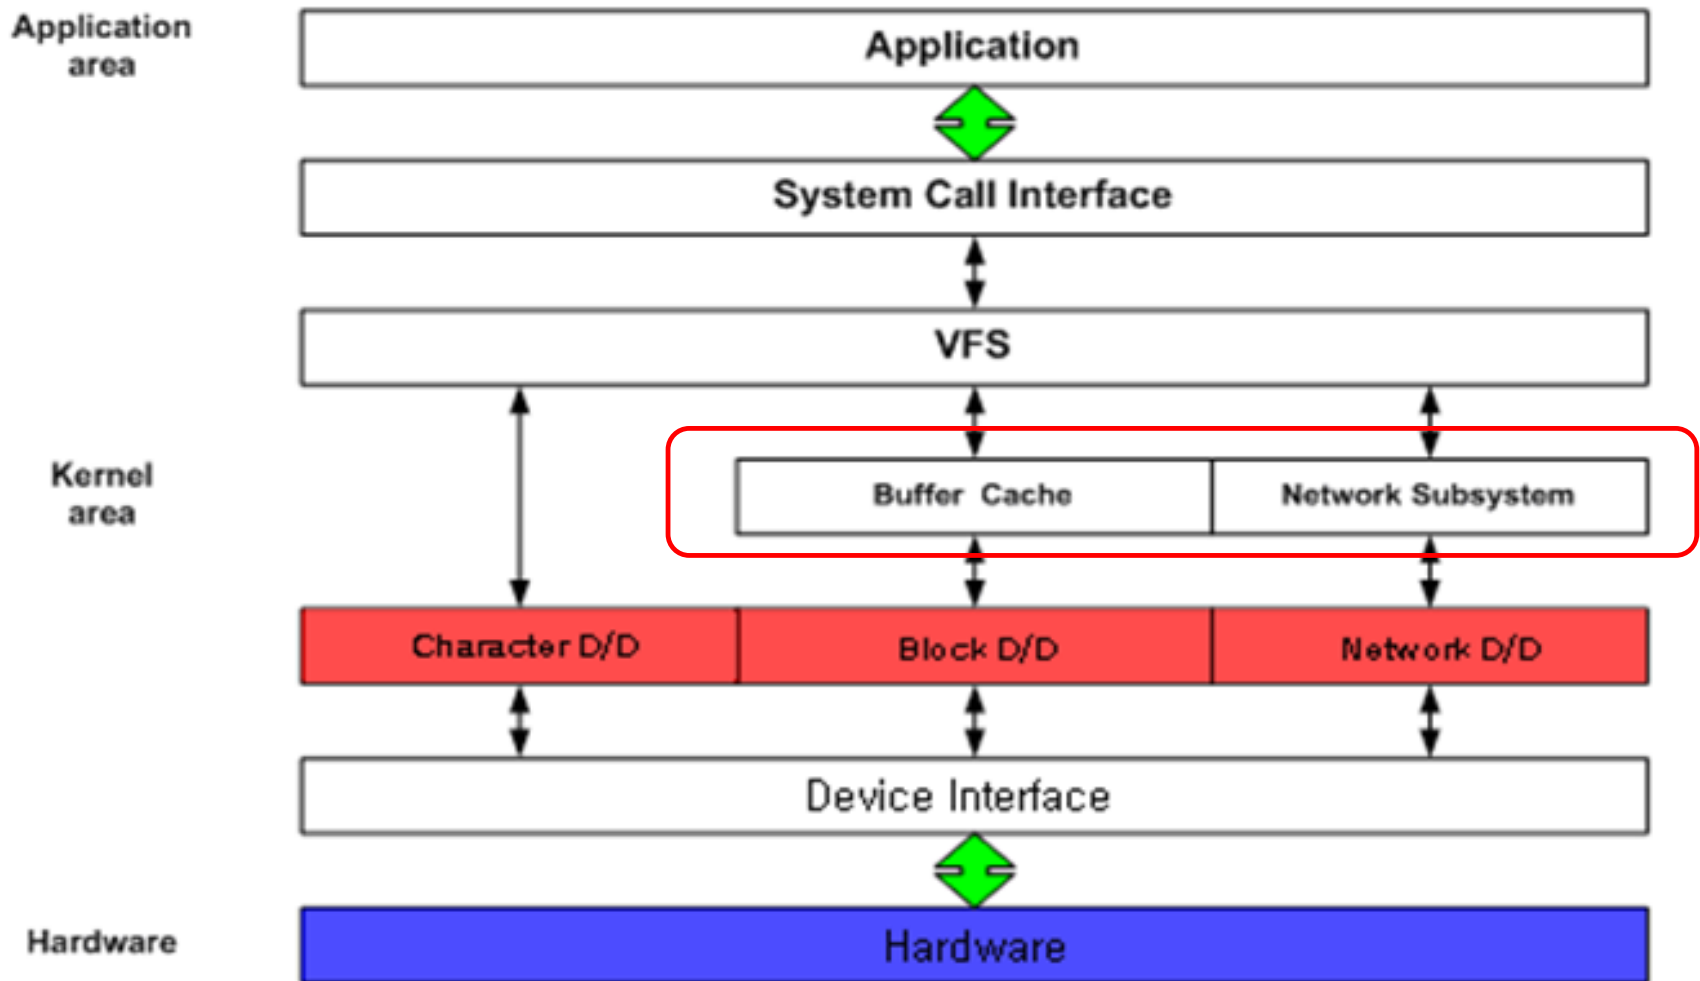 Application
area
Application
System Call Interface
VFS
Kernel
area
Buffer Cache
Network Subsystem
Character D/D
Block D/D
Network D/D
Device Interface
Hardware
Hardware